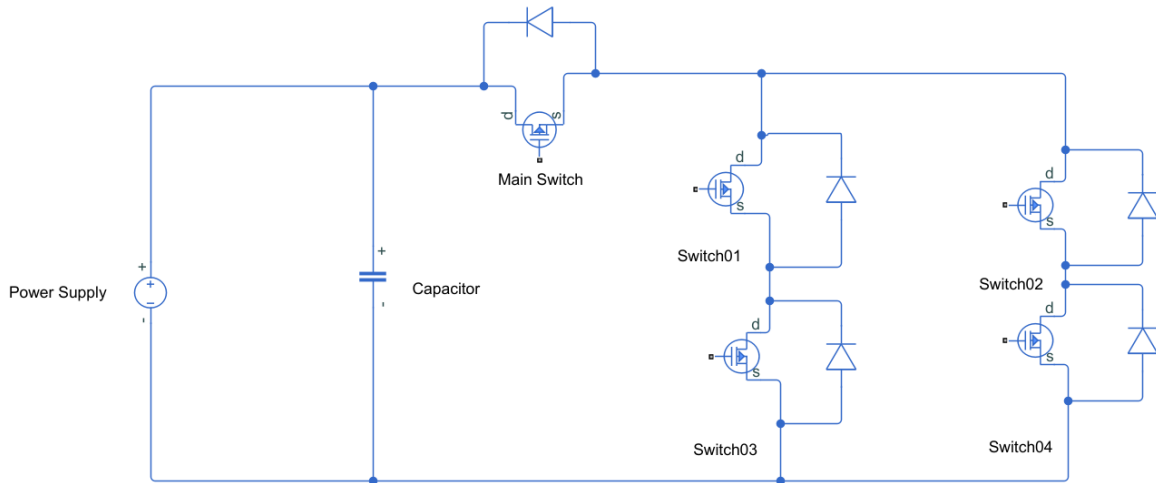 d
s
Main Switch
d
s
Switch01
d
s
Switch02
+
Power Supply
-
+
Capacitor
-
d
s
Switch03
d
s
Switch04